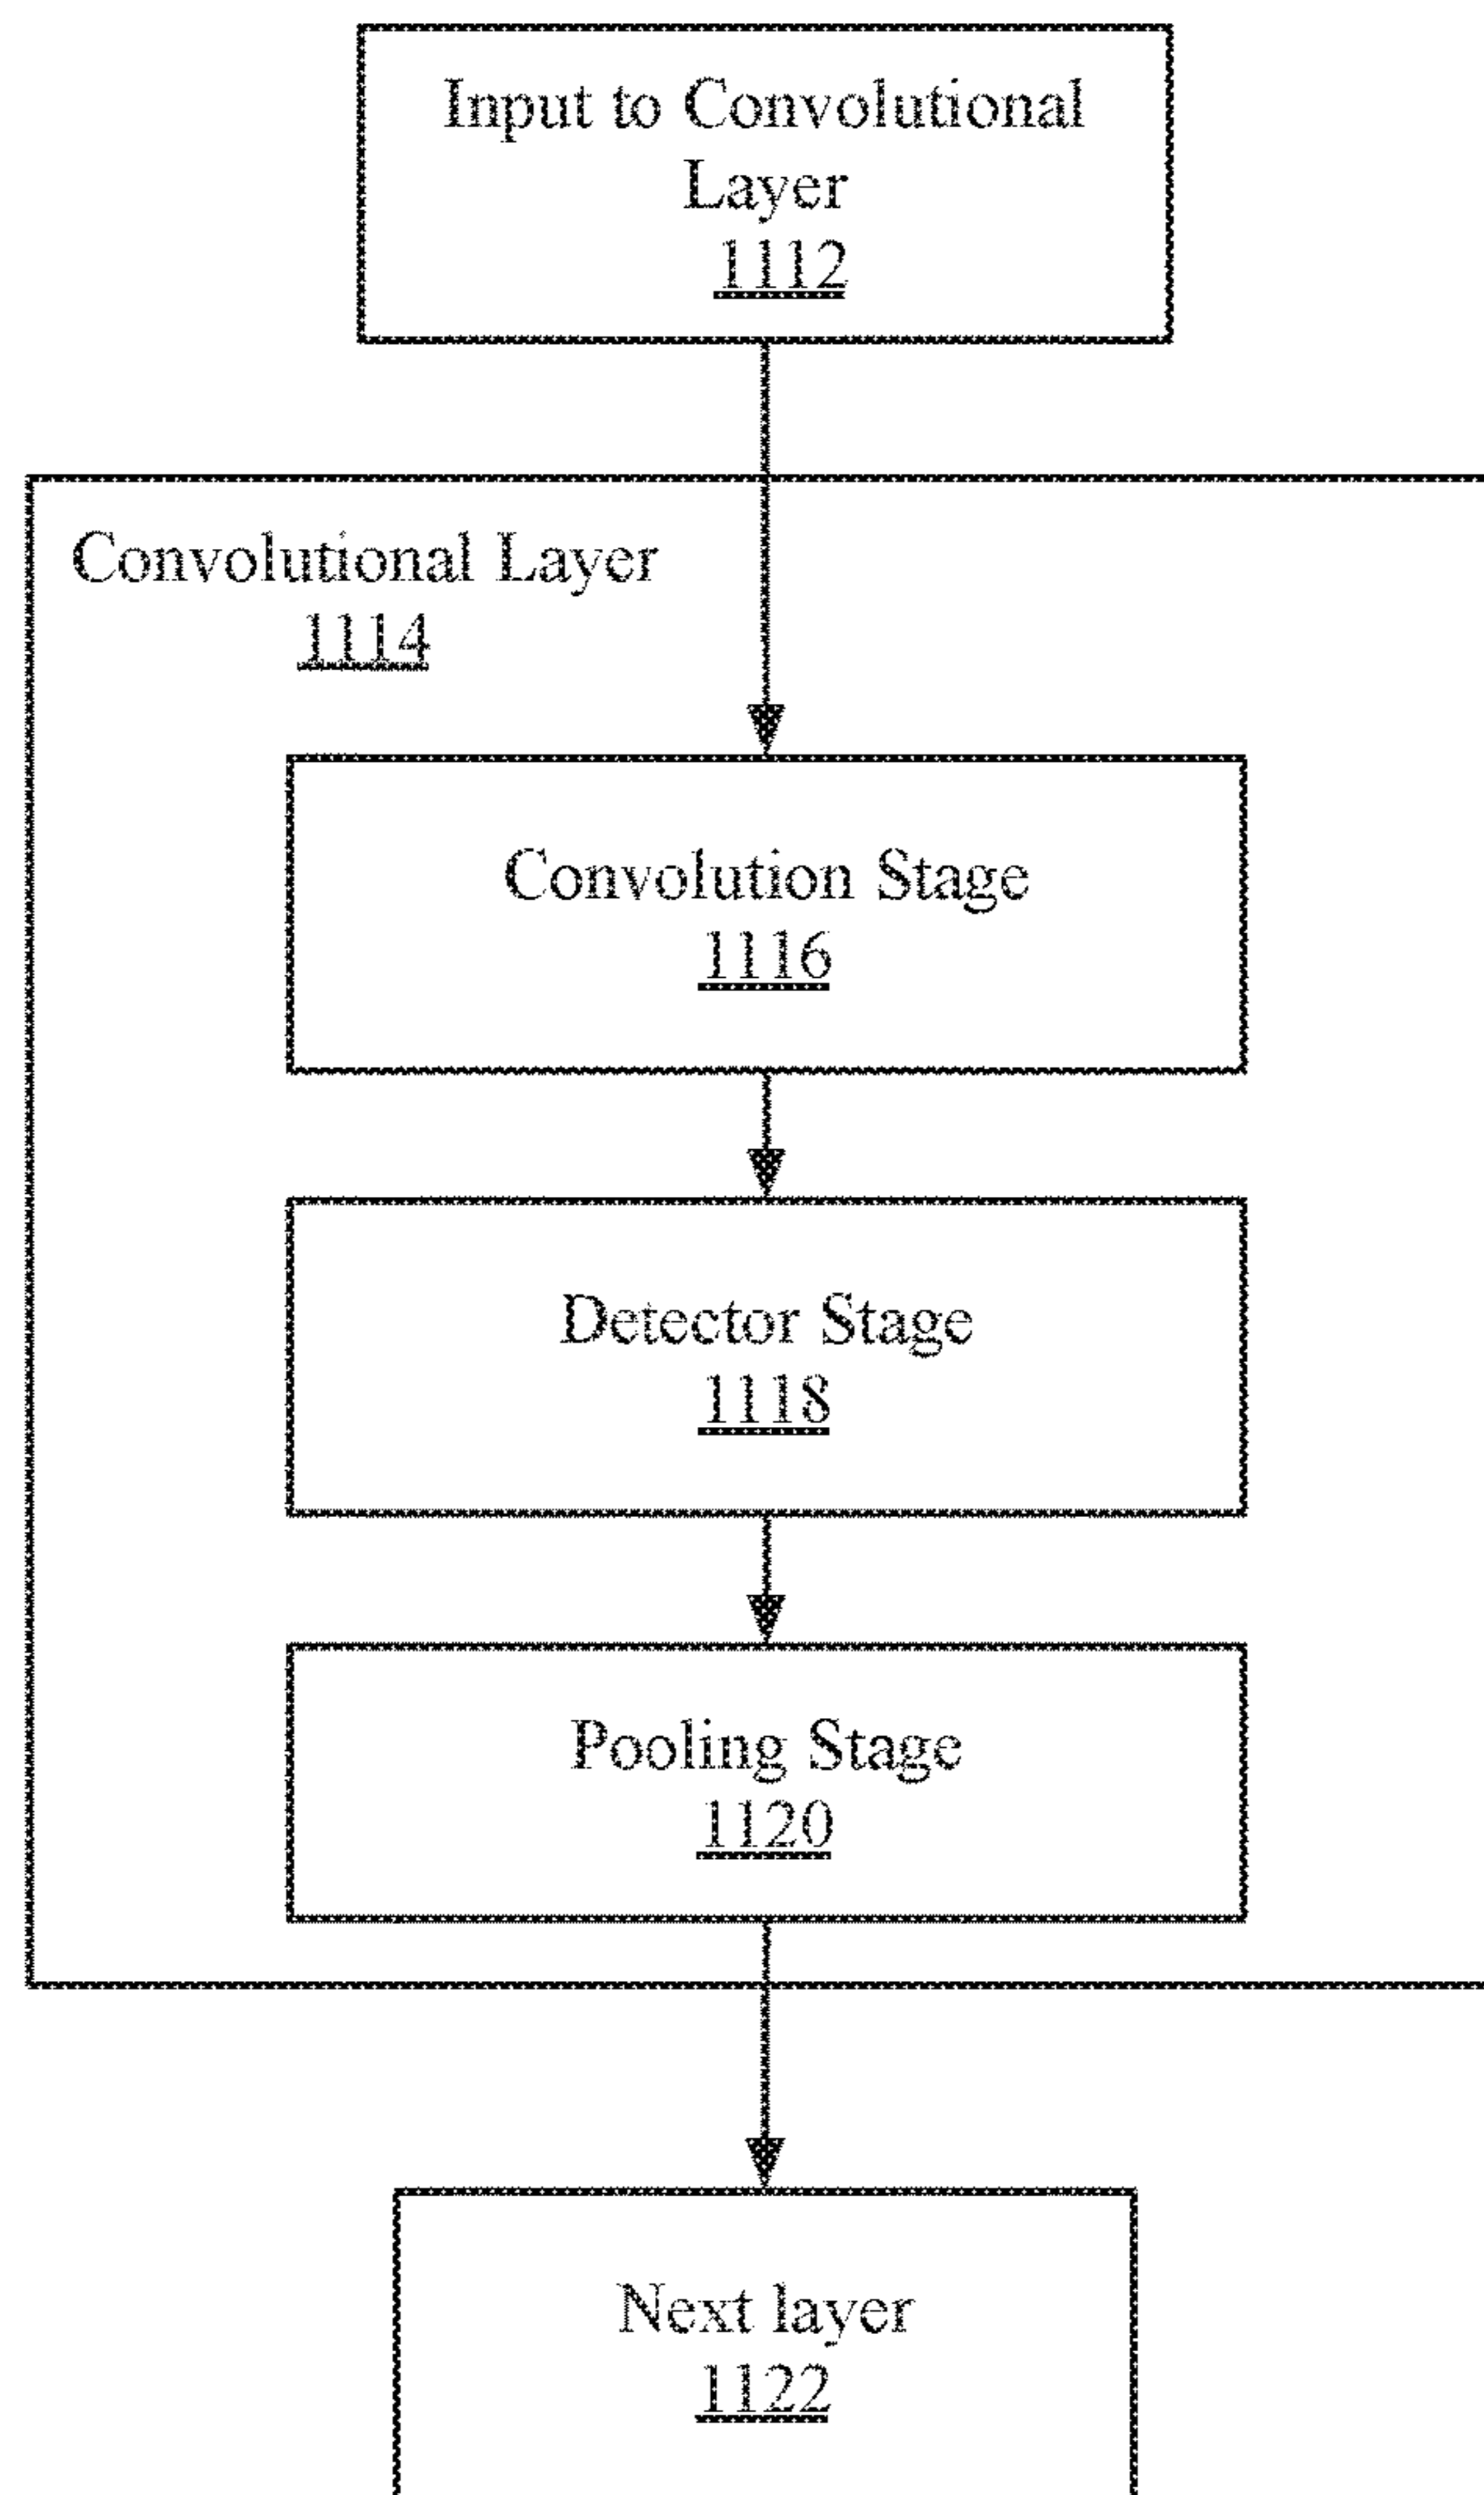 Input to Convolutional
Layer
1112
Convolutional Layer
1114
Convolution Stage
1116
Detector Stage
1118
Pooling Stage
1120
Next layer
1122